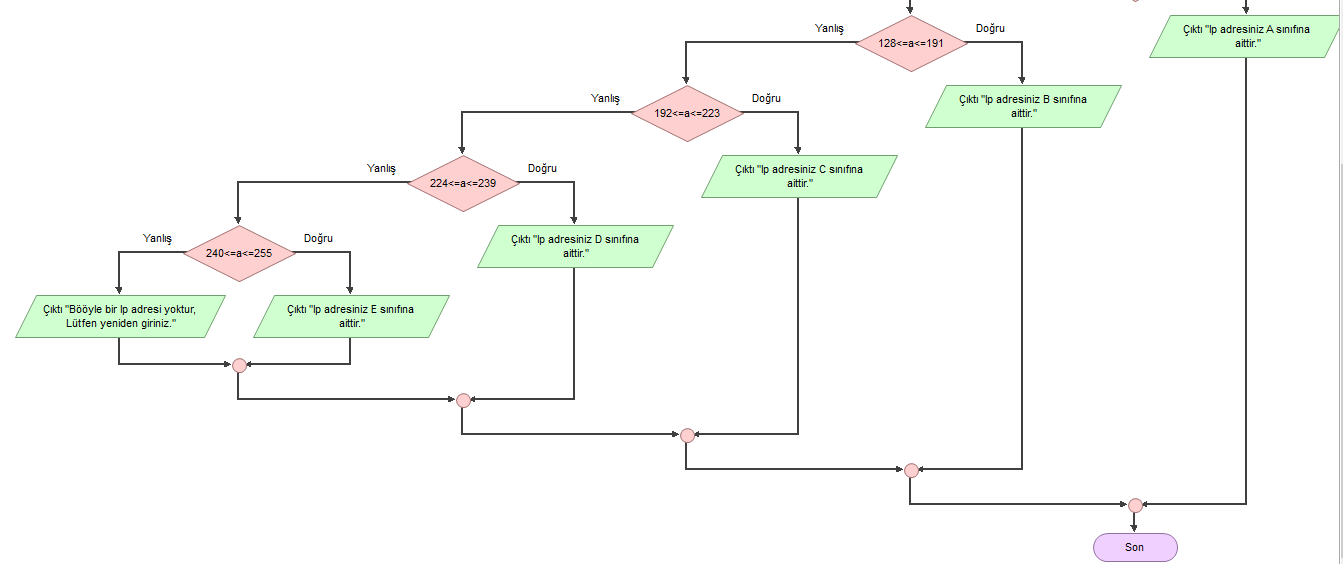 Yanlış
128<=a<=191
Doğru
Çıktı "Ip adresiniz A sınıfına
aittir."
Yanlış
192<=a<=223
Doğru
Çıktı "Ip adresiniz B sınıfına
aittir."
Yanlış
224<=a<=239
Doğru
Çıktı "Ip adresiniz C sınıfına
aittir."
Yanlış
240<=a<=255
Doğru
Çıktı "Ip adresiniz D sınıfına
aittir."
Çıktı "Bööyle bir Ip adresi yoktur,
Lütfen yeniden giriniz."
Çıktı "Ip adresiniz E sınıfına
aittir."
Son